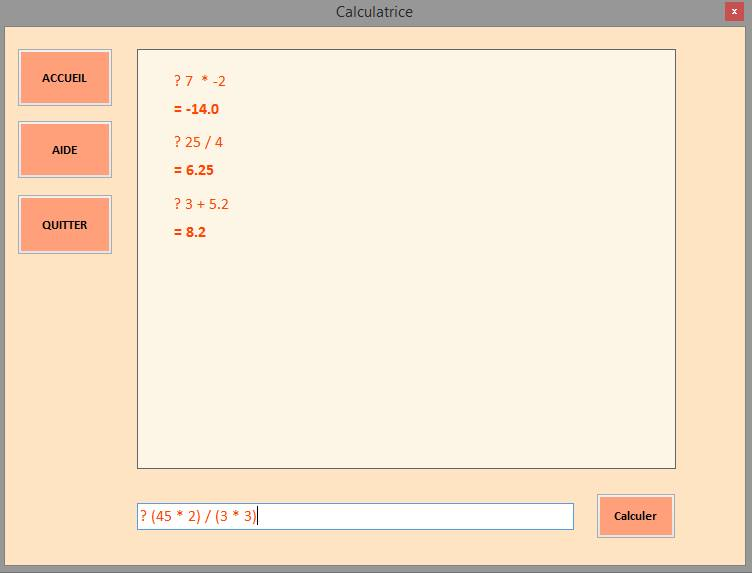 Calculatrice
x
ACCUEIL
AIDE
QUITTER
? 7  * -2
= -14.0
? 25 / 4
= 6.25
? 3 + 5.2
= 8.2
? (45 * 2) / (3 * 3)
Calculer